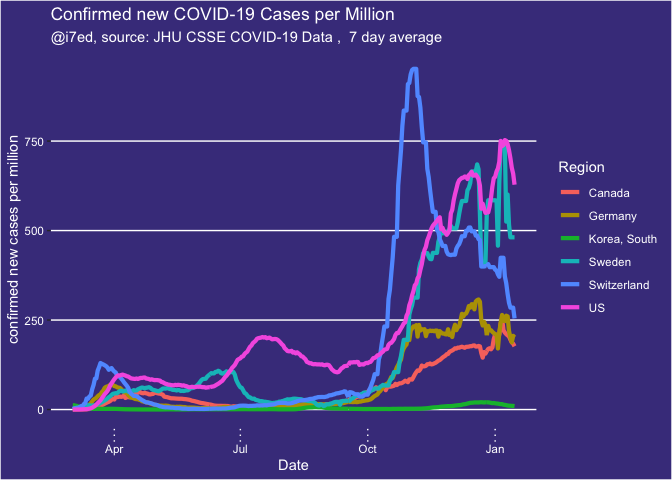 Confirmed new COVID-19 Cases per Million
@i7ed, source: JHU CSSE COVID-19 Data ,  7 day average
confirmed new cases per million
750
500
250
0
Apr
Jul
Oct
Jan
Date
Region
Canada
Germany
Korea, South
Sweden
Switzerland
US